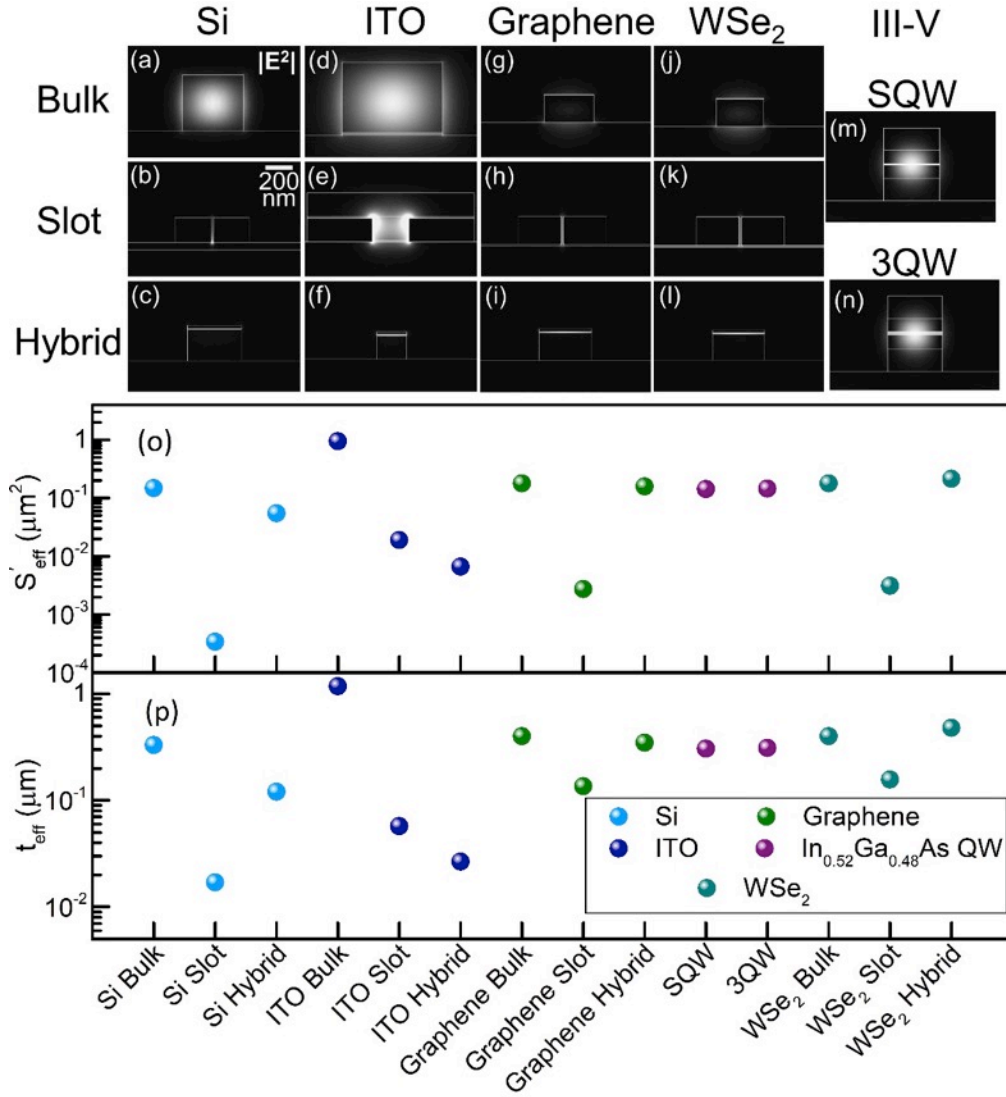 Si ITO Graphene WSe₂ III-V
Bulk
Slot
Hybrid
SQW
3QW
(a) |E²| (d) (g) (j)
(m)
(b) 200 nm (e) (h) (k)
(c) (f) (i) (l)
(n)
(o)
S'eff (μm²)
1
10⁻¹
10⁻²
10⁻³
10⁻⁴
(p)
teff (μm)
1
10⁻¹
10⁻²
Si Graphene
ITO In₀.₅₂Ga₀.₄₈As QW
WSe₂
Si Bulk
Si Slot
Si Hybrid
ITO Bulk
ITO Slot
ITO Hybrid
Graphene Bulk
Graphene Slot
Graphene Hybrid
SQW
3QW
WSe₂ Bulk
WSe₂ Slot
WSe₂ Hybrid